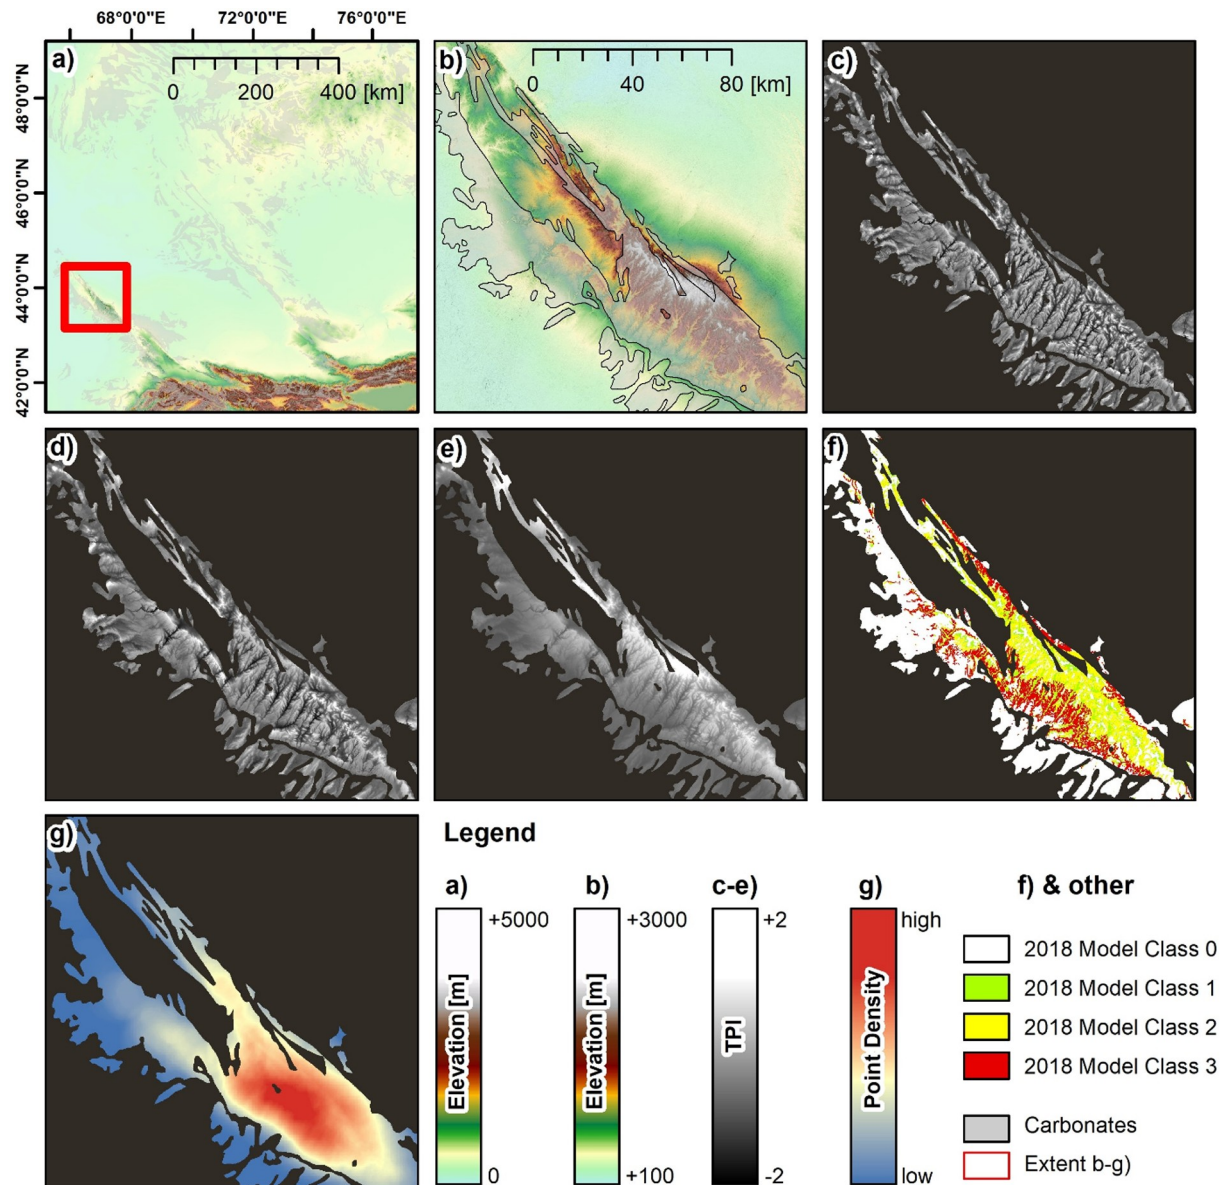 68°0'0"E 72°0'0"E 76°0'0"E
48°0'0"N
46°0'0"N
44°0'0"N
42°0'0"N
a)
0 200 400 [km]
b)
0 40 80 [km]
c)
d)
e)
f)
g)
Legend
a)
+5000
Elevation [m]
0
b)
+3000
Elevation [m]
+100
c-e)
+2
TPI
-2
g)
high
Point Density
low
f) & other
2018 Model Class 0
2018 Model Class 1
2018 Model Class 2
2018 Model Class 3
Carbonates
Extent b-g)